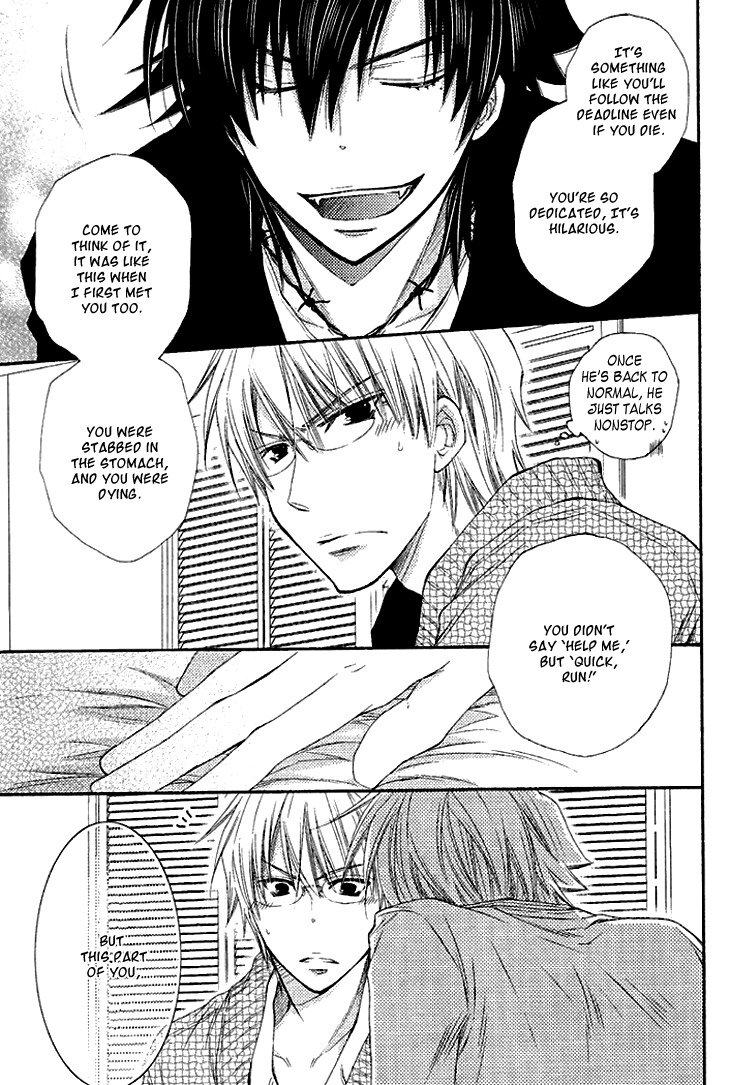 IT'S
SOMETHING
LIKE YOU'LL
FOLLOW THE
DEADLINE EVEN
IF YOU DIE.
YOU'RE SO
DEDICATED, IT'S
HILARIOUS.
COME TO
THINK OF IT,
IT WAS LIKE
THIS WHEN
I FIRST MET
YOU TOO.
ONCE
HE'S BACK TO
NORMAL, HE
JUST TALKS
NONSTOP.
YOU WERE
STABBED IN
THE STOMACH,
AND YOU WERE
DYING.
YOU DIDN'T
SAY 'HELP ME,'
BUT 'QUICK,
RUN!"
BUT
THIS PART
OF YOU,